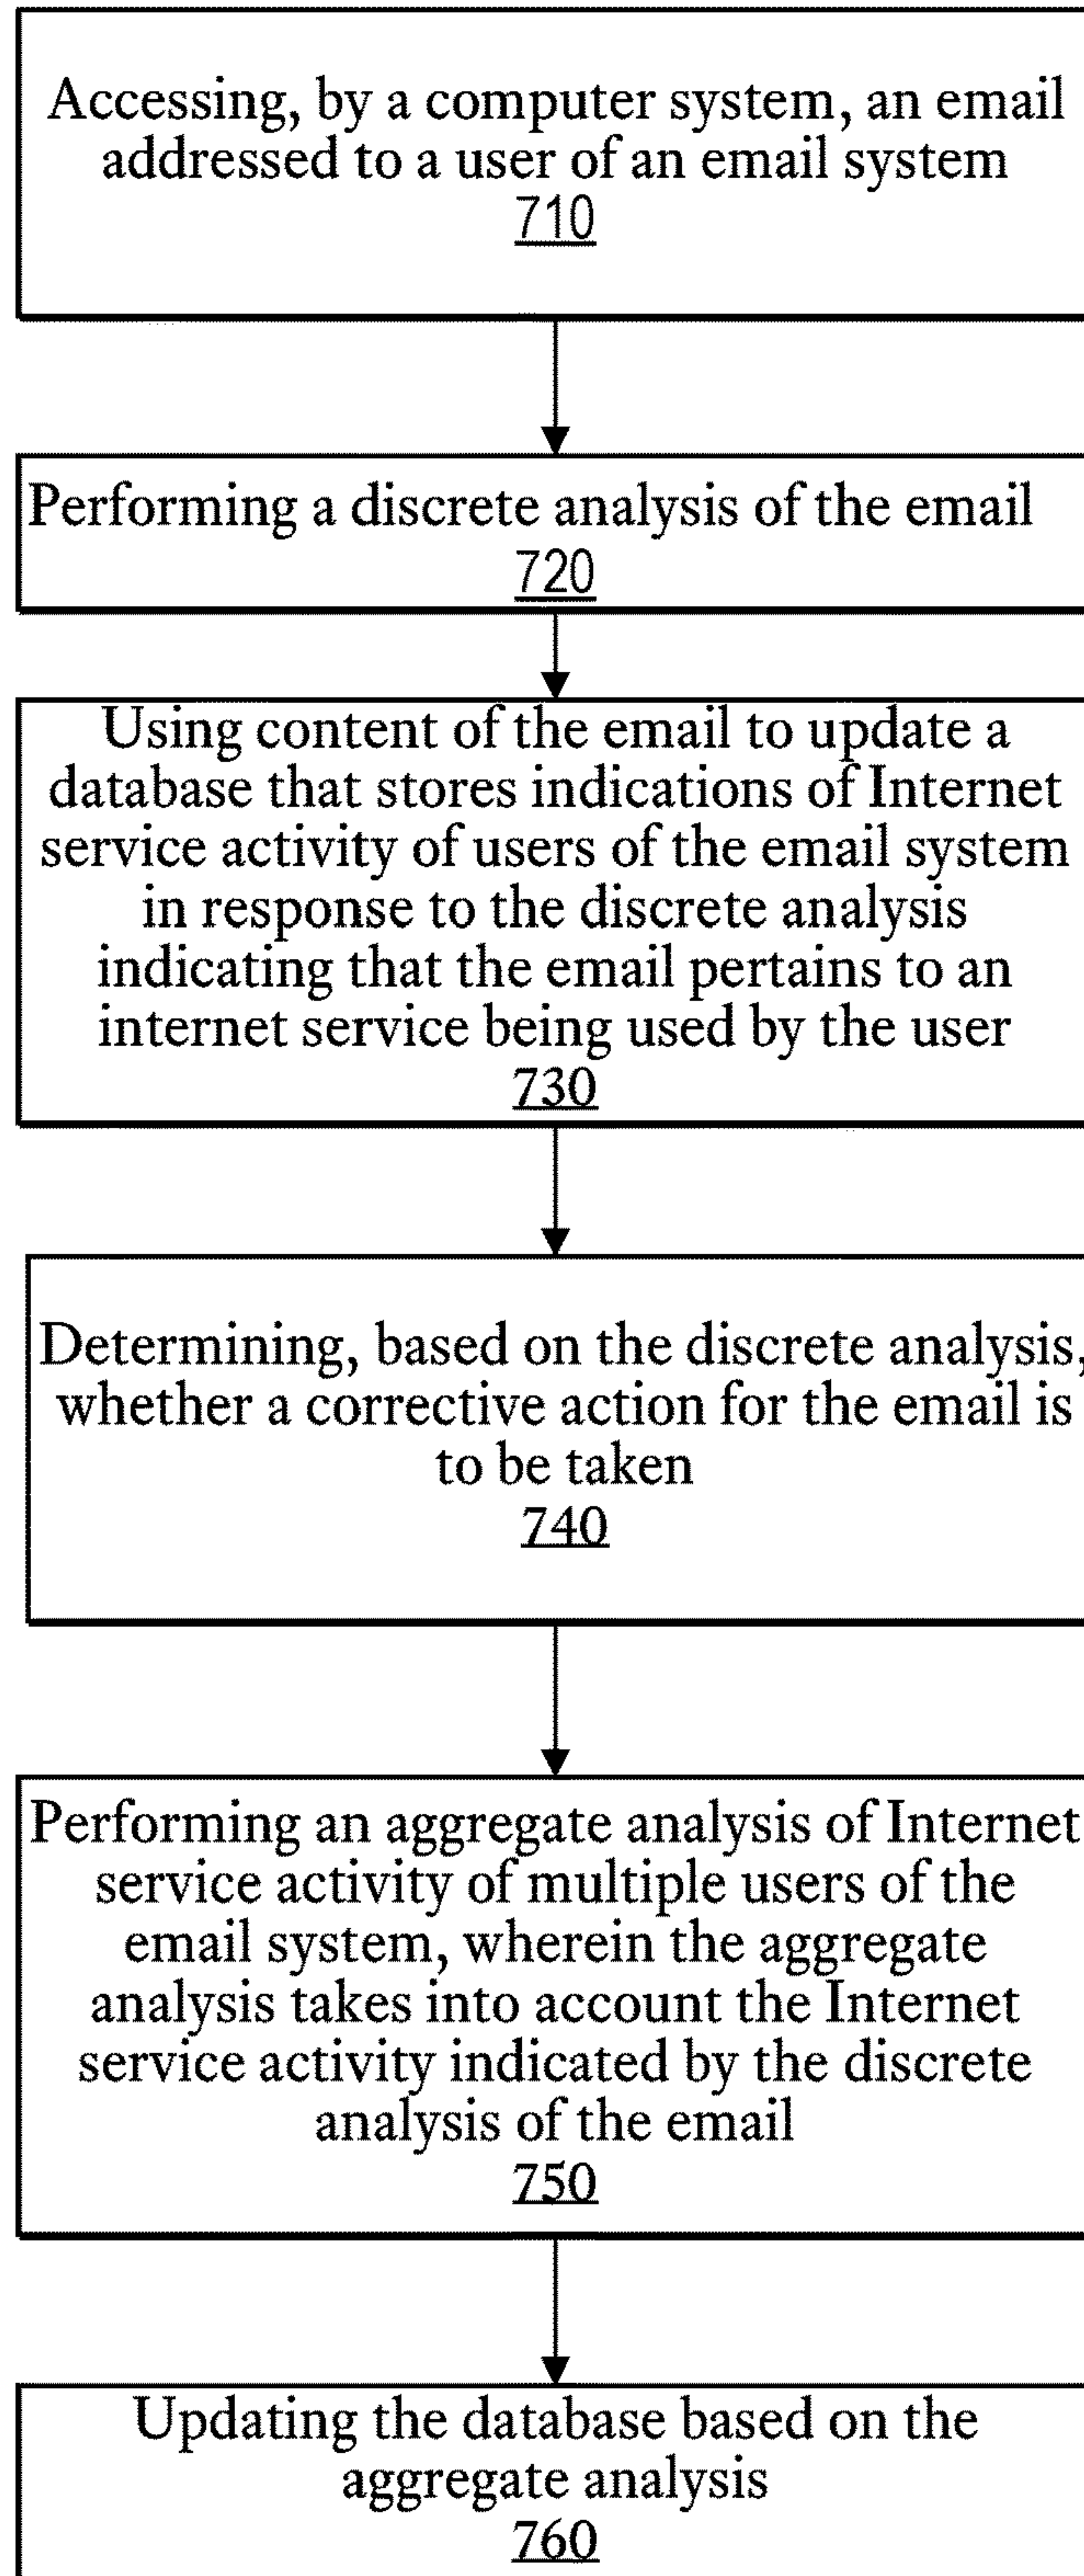 Accessing, by a computer system, an email
addressed to a user of an email system
710
Performing a discrete analysis of the email
720
Using content of the email to update a
database that stores indications of Internet
service activity of users of the email system
in response to the discrete analysis
indicating that the email pertains to an
internet service being used by the user
730
Determining, based on the discrete analysis,
whether a corrective action for the email is
to be taken
740
Performing an aggregate analysis of Internet
service activity of multiple users of the
email system, wherein the aggregate
analysis takes into account the Internet
service activity indicated by the discrete
analysis of the email
750
Updating the database based on the
aggregate analysis
760